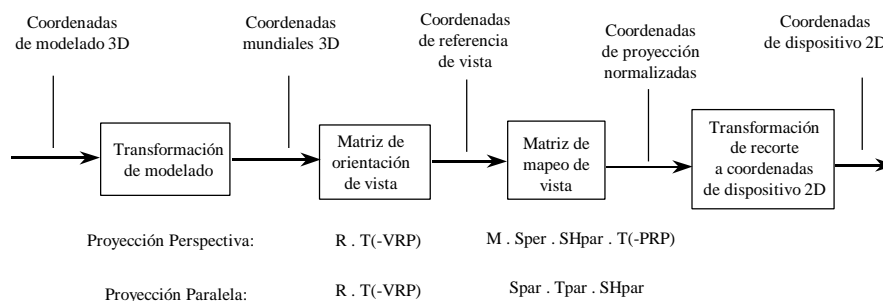 Coordenadas
de modelado 3D
Coordenadas
mundiales 3D
Coordenadas
de referencia
de vista
Coordenadas
de proyección
normalizadas
Coordenadas
de dispositivo 2D
Transformación
de modelado
Matriz de
orientación
de vista
Matriz de
mapeo de
vista
Transformación
de recorte
a coordenadas
de dispositivo 2D
Proyección Perspectiva: R . T(-VRP) M . Sper . SHpar . T(-PRP)
Proyección Paralela: R . T(-VRP) Spar . Tpar . SHpar